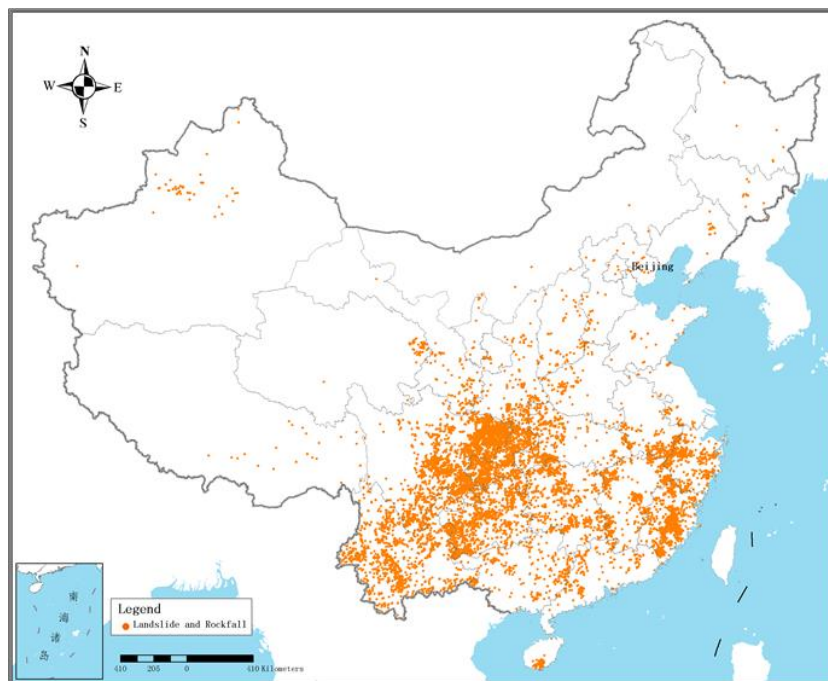 N
W E
S
Beijing
南
海
诸
岛
Legend
Landslide and Rockfall
410 205 0 410 Kilometers